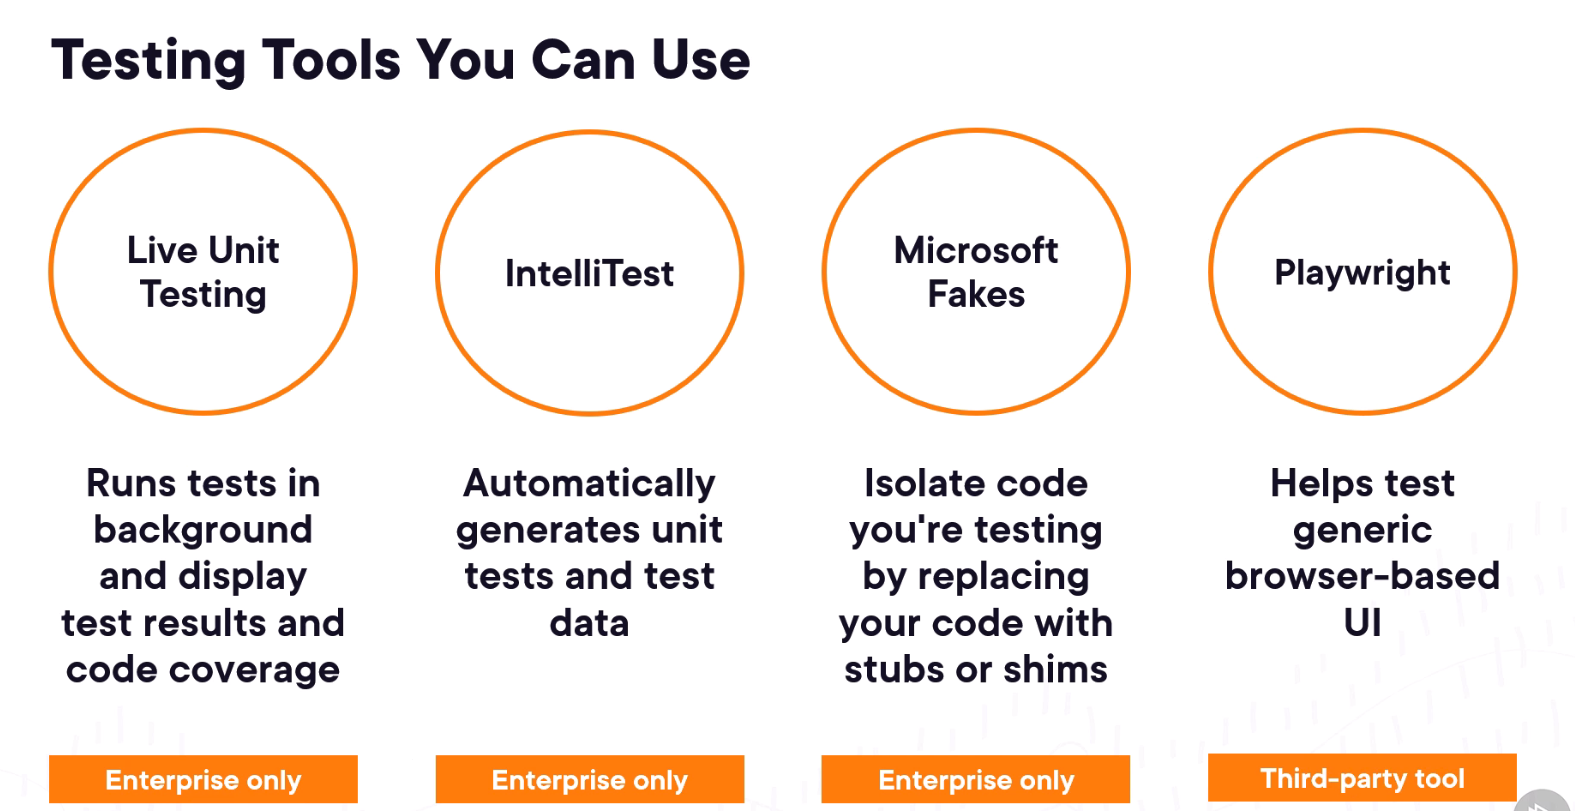 Testing Tools You Can Use
Live Unit
Testing
IntelliTest
Microsoft
Fakes
Playwright
Runs tests in
background
and display
test results and
code coverage
Automatically
generates unit
tests and test
data
Isolate code
you're testing
by replacing
your code with
stubs or shims
Helps test
generic
browser-based
UI
Enterprise only
Enterprise only
Enterprise only
Third-party tool